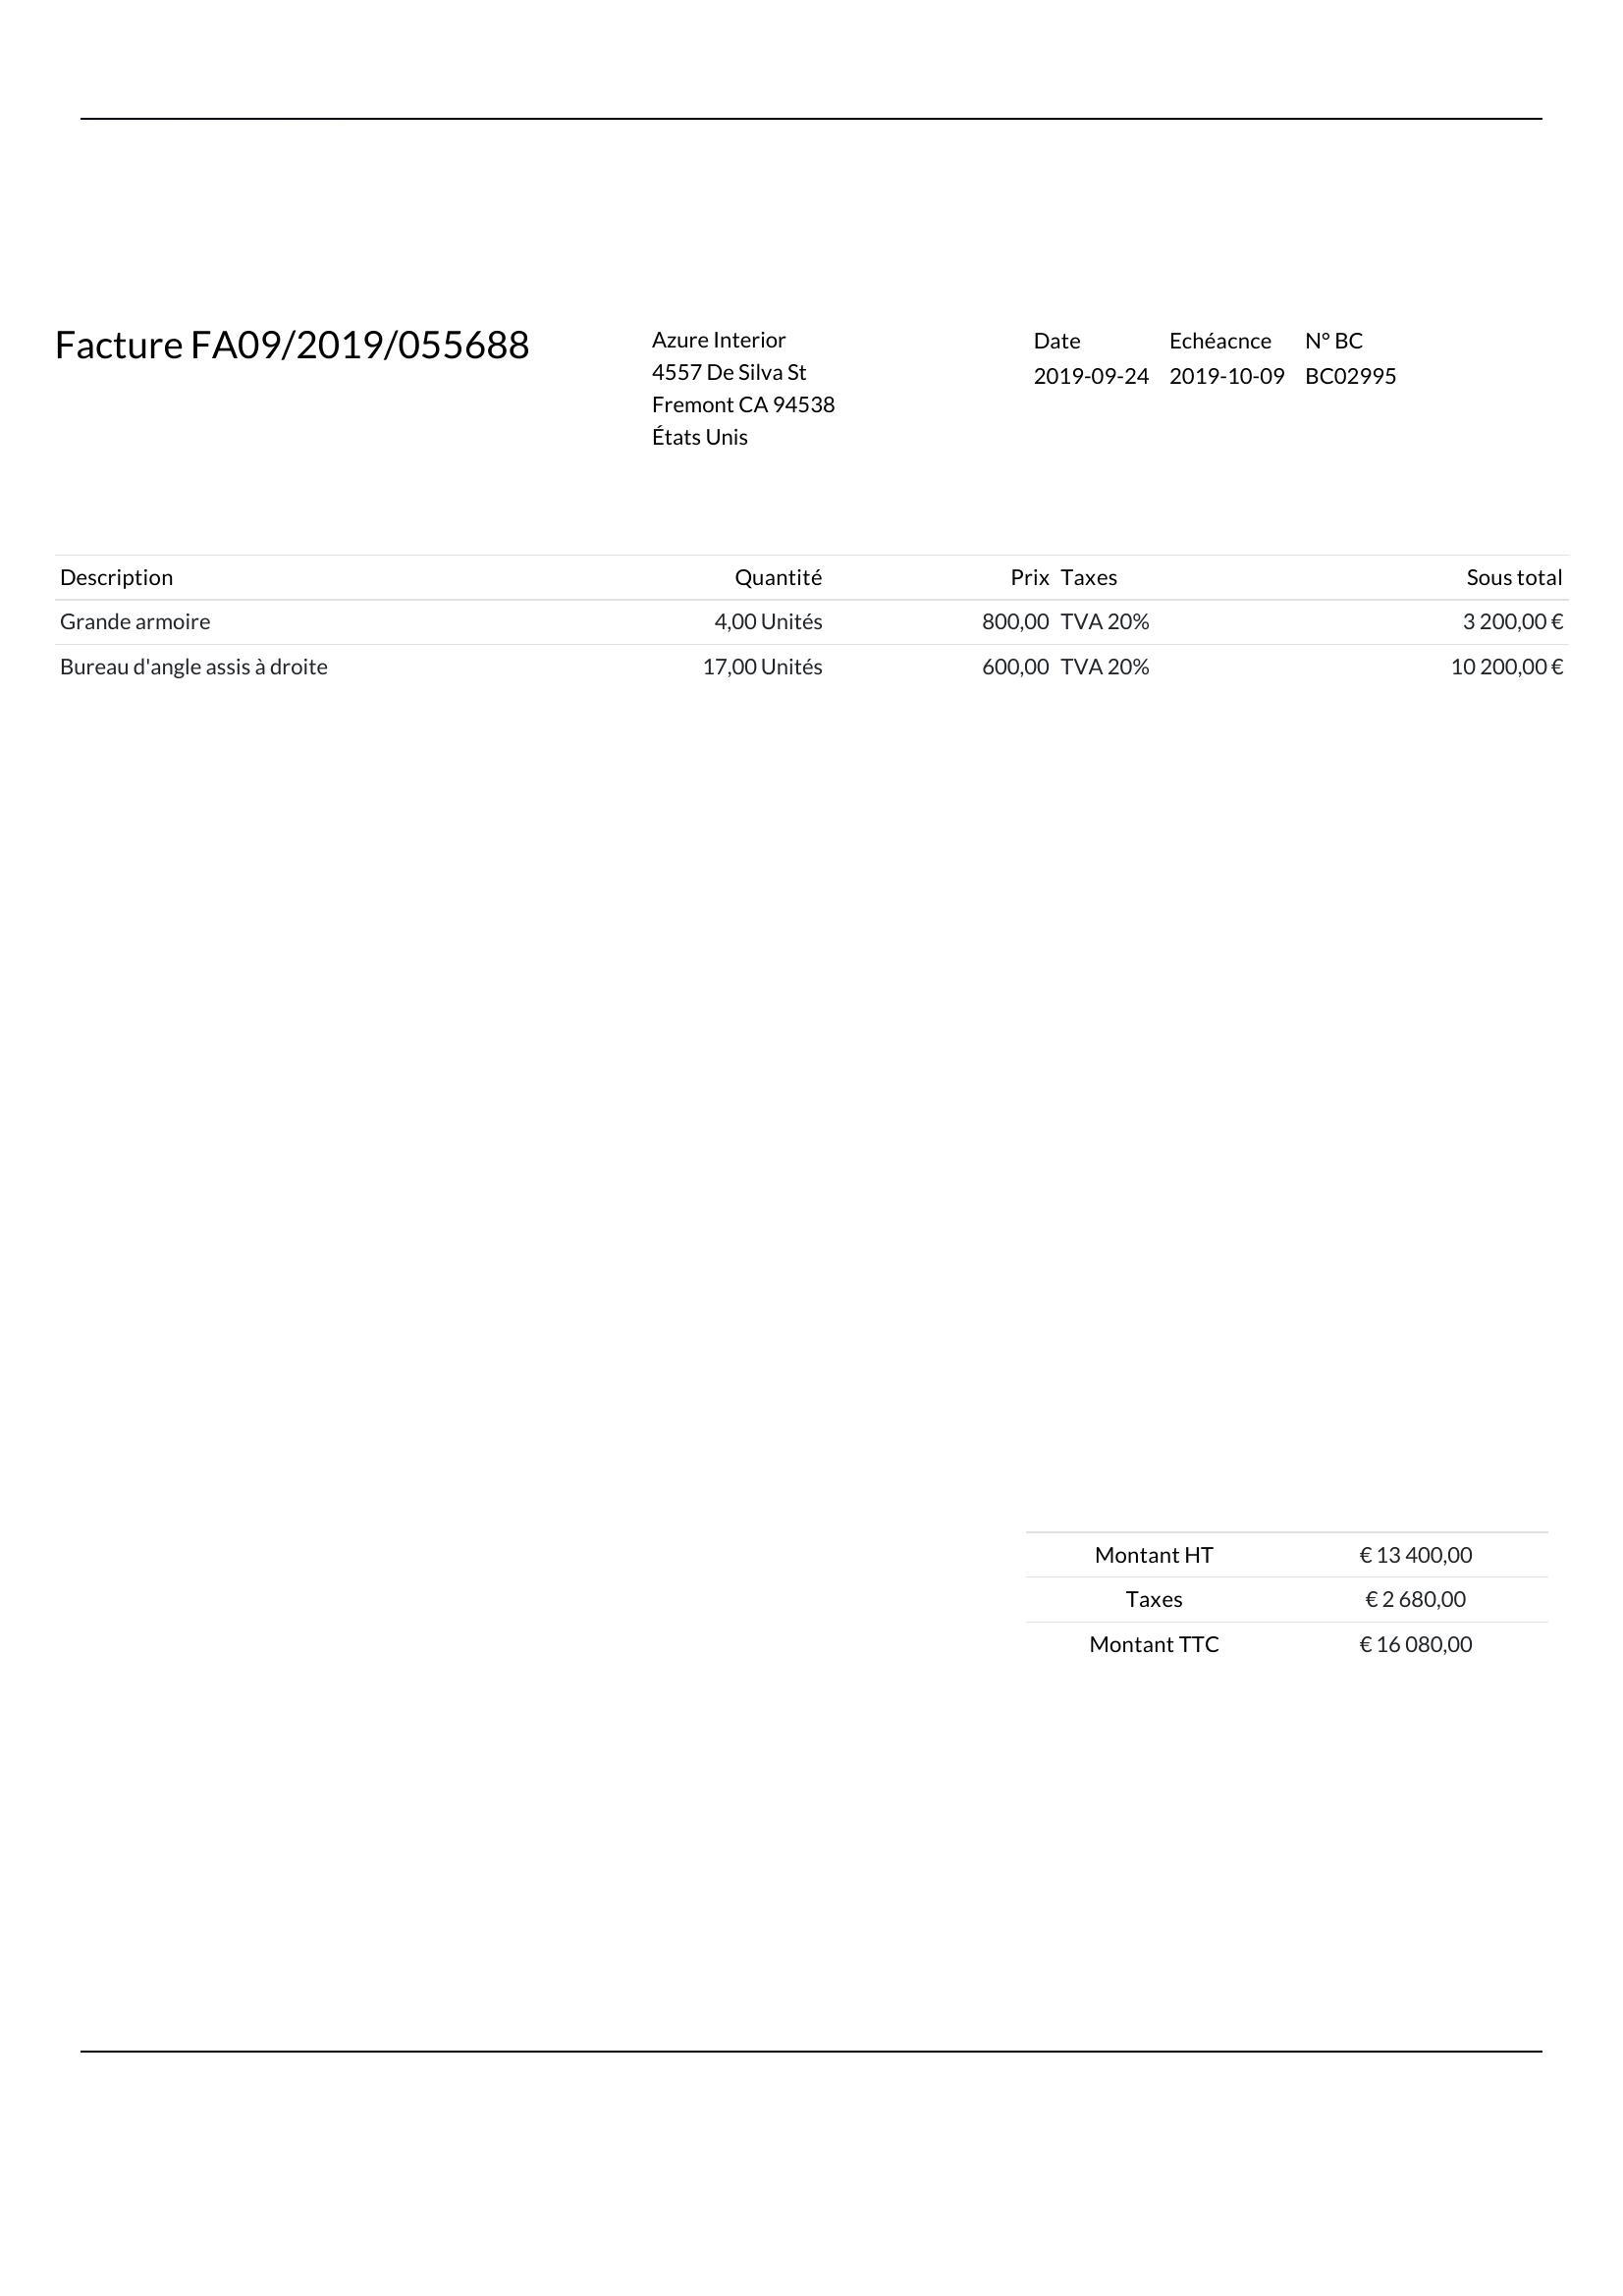 Facture FA09/2019/055688
Azure Interior
4557 De Silva St
Fremont CA 94538
États Unis
Date Echéacnce N° BC
2019-09-24 2019-10-09 BC02995
Description Quantité Prix Taxes Sous total
Grande armoire 4,00 Unités 800,00 TVA 20% 3 200,00 €
Bureau d'angle assis à droite 17,00 Unités 600,00 TVA 20% 10 200,00 €
Montant HT € 13 400,00
Taxes € 2 680,00
Montant TTC € 16 080,00